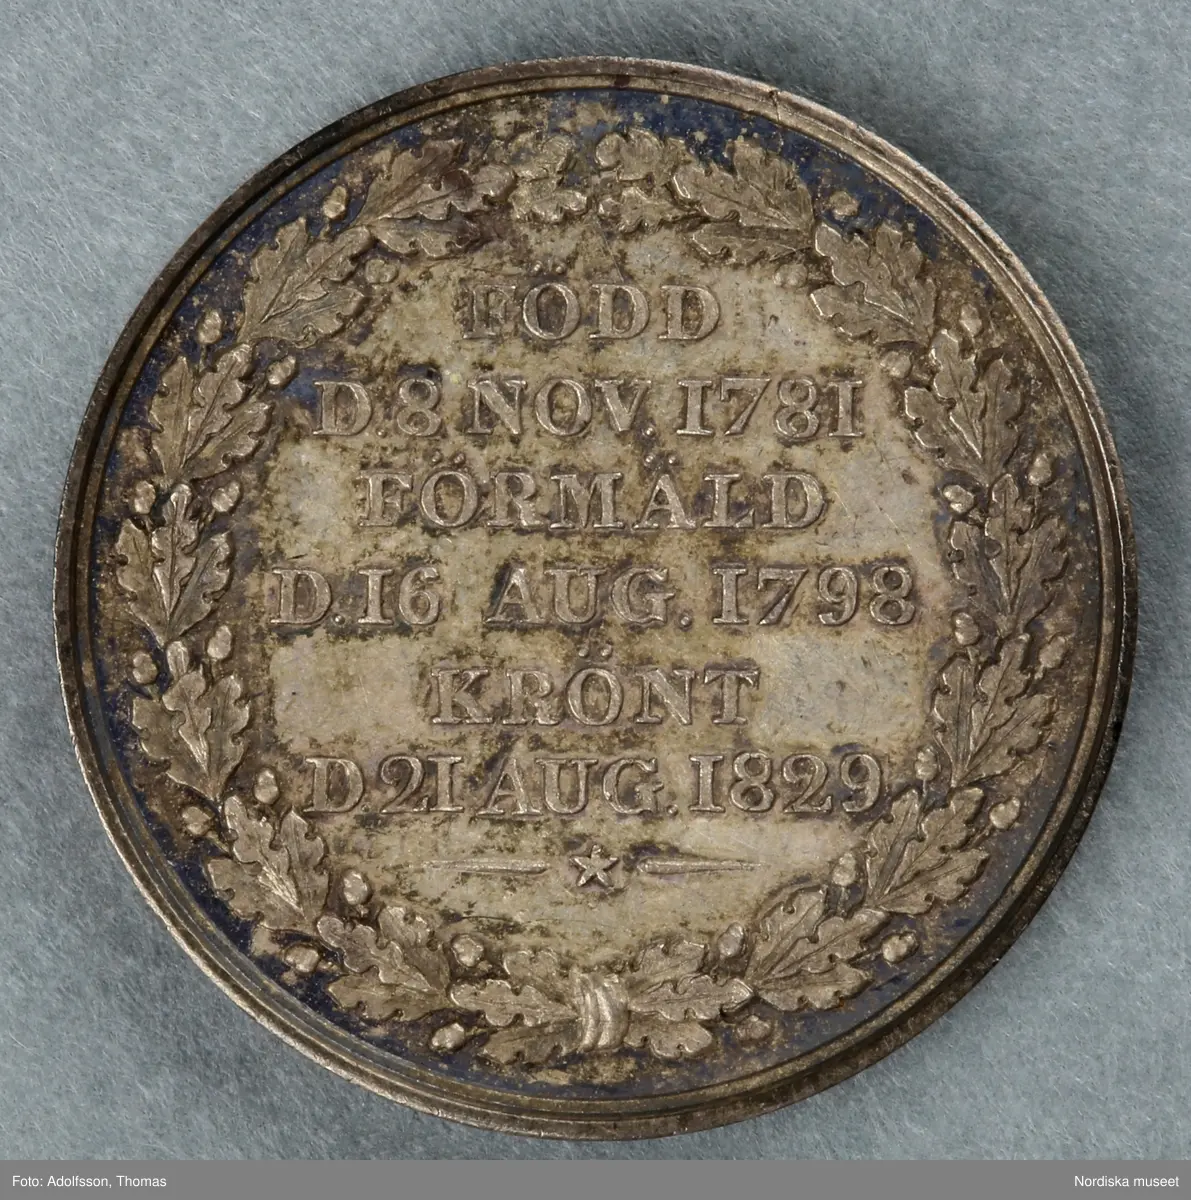 FÖDD
D. 8 NOV. 1781
FÖRMÄLD
D. 16 AUG. 1798
KRÖNT
D. 21 AUG. 1829
Foto: Adolfsson, Thomas
Nordiska museet